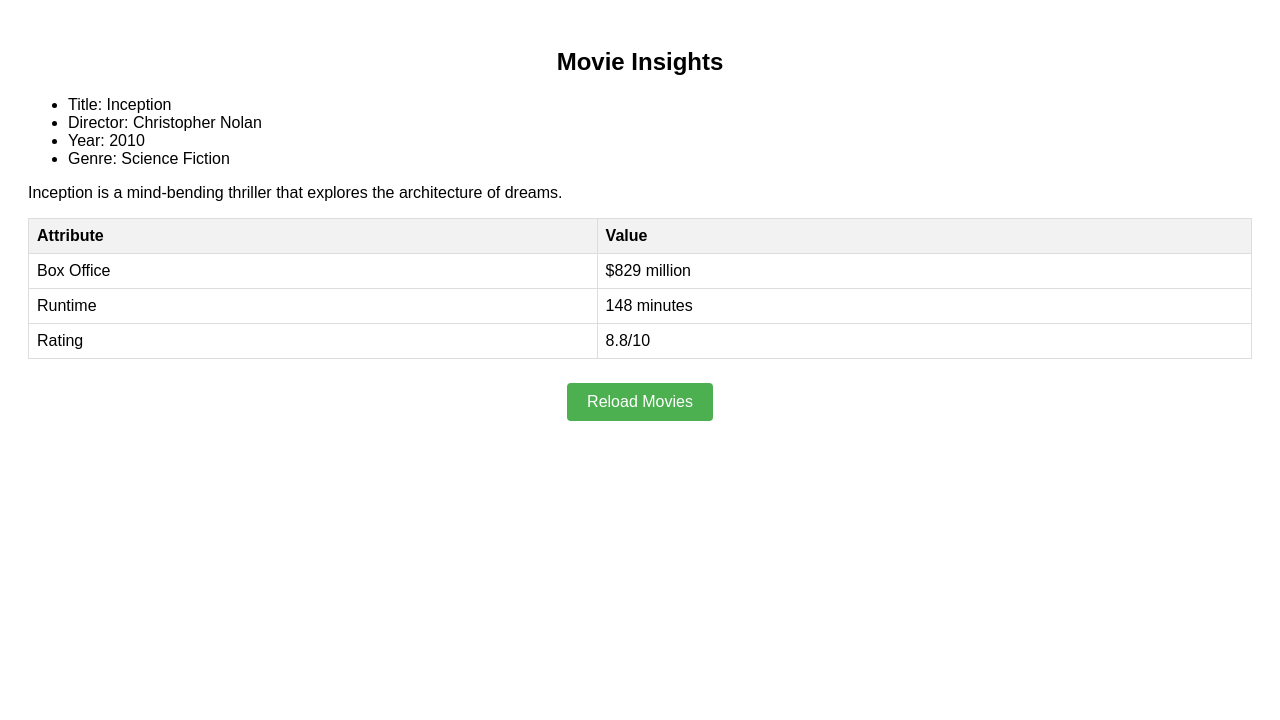 Movie Insights
Title: Inception
Director: Christopher Nolan
Year: 2010
Genre: Science Fiction
Inception is a mind-bending thriller that explores the architecture of dreams.
Attribute Value
Box Office $829 million
Runtime 148 minutes
Rating 8.8/10
Reload Movies